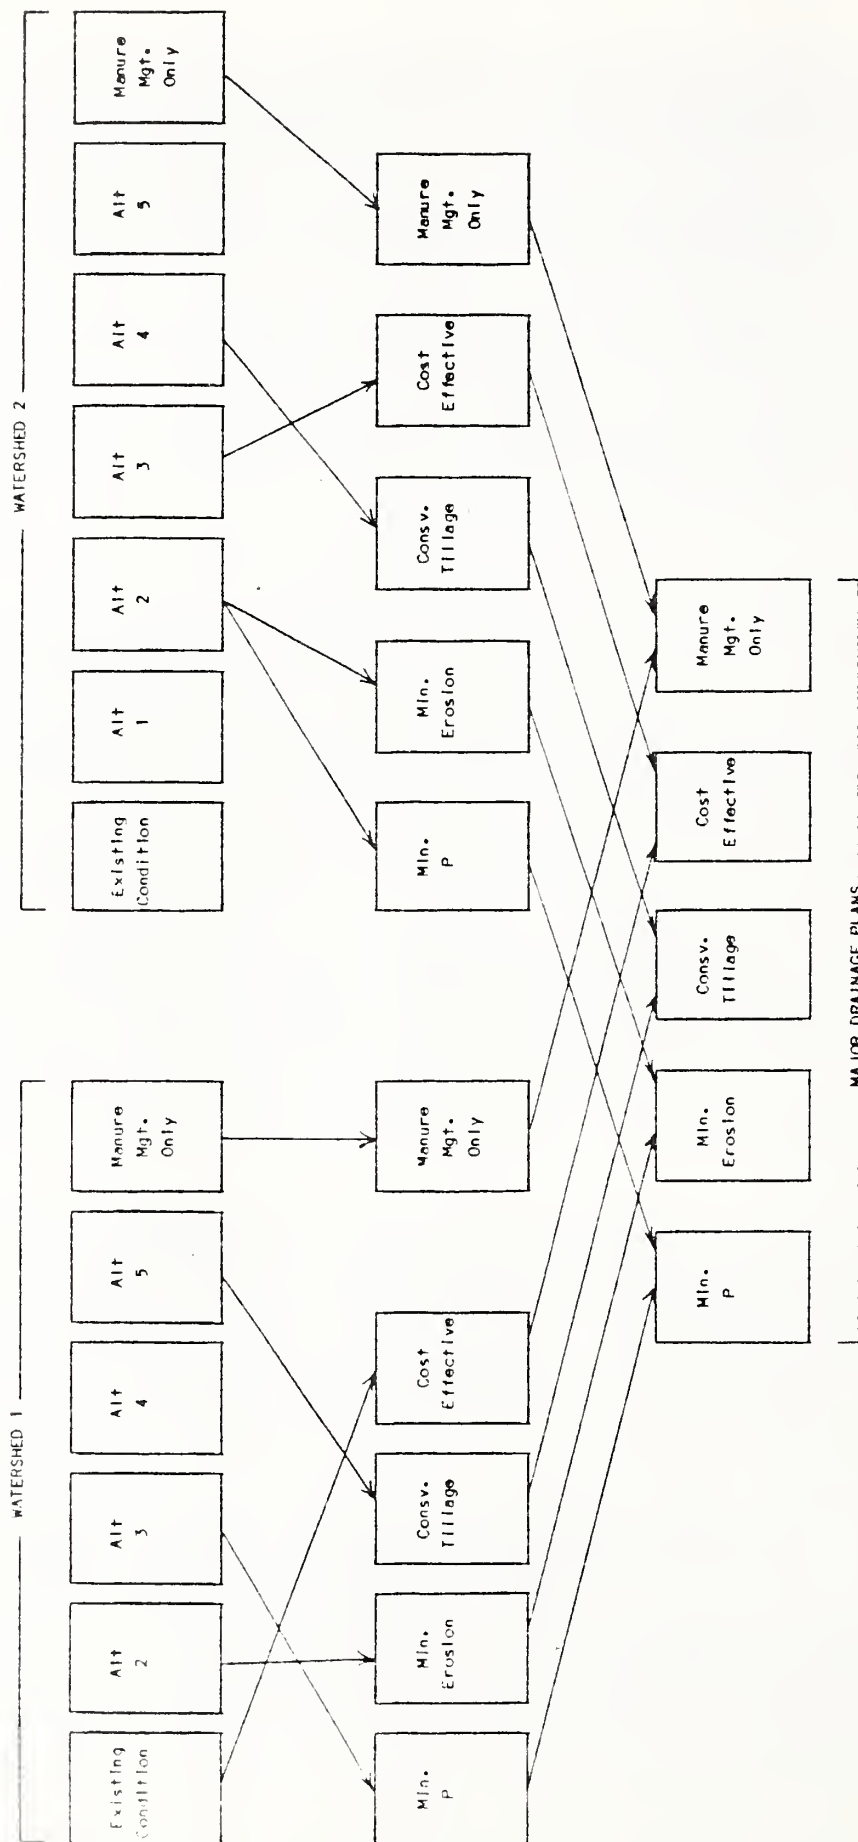 WATERSHED 1
WATERSHED 2
Existing
Condition
Alt
2
Alt
3
Alt
4
Alt
5
Manure
Mgt.
Only
Existing
Condition
Alt
1
Alt
2
Alt
3
Alt
4
Alt
5
Manure
Mgt.
Only
Min.
P
Min.
Erosion
Consv.
Tillage
Cost
Effective
Manure
Mgt.
Only
Min.
P
Min.
Erosion
Consv.
Tillage
Cost
Effective
Manure
Mgt.
Only
Min.
P
Min.
Erosion
Consv.
Tillage
Cost
Effective
Manure
Mgt.
Only
MAJOR DRAINAGE PLANS